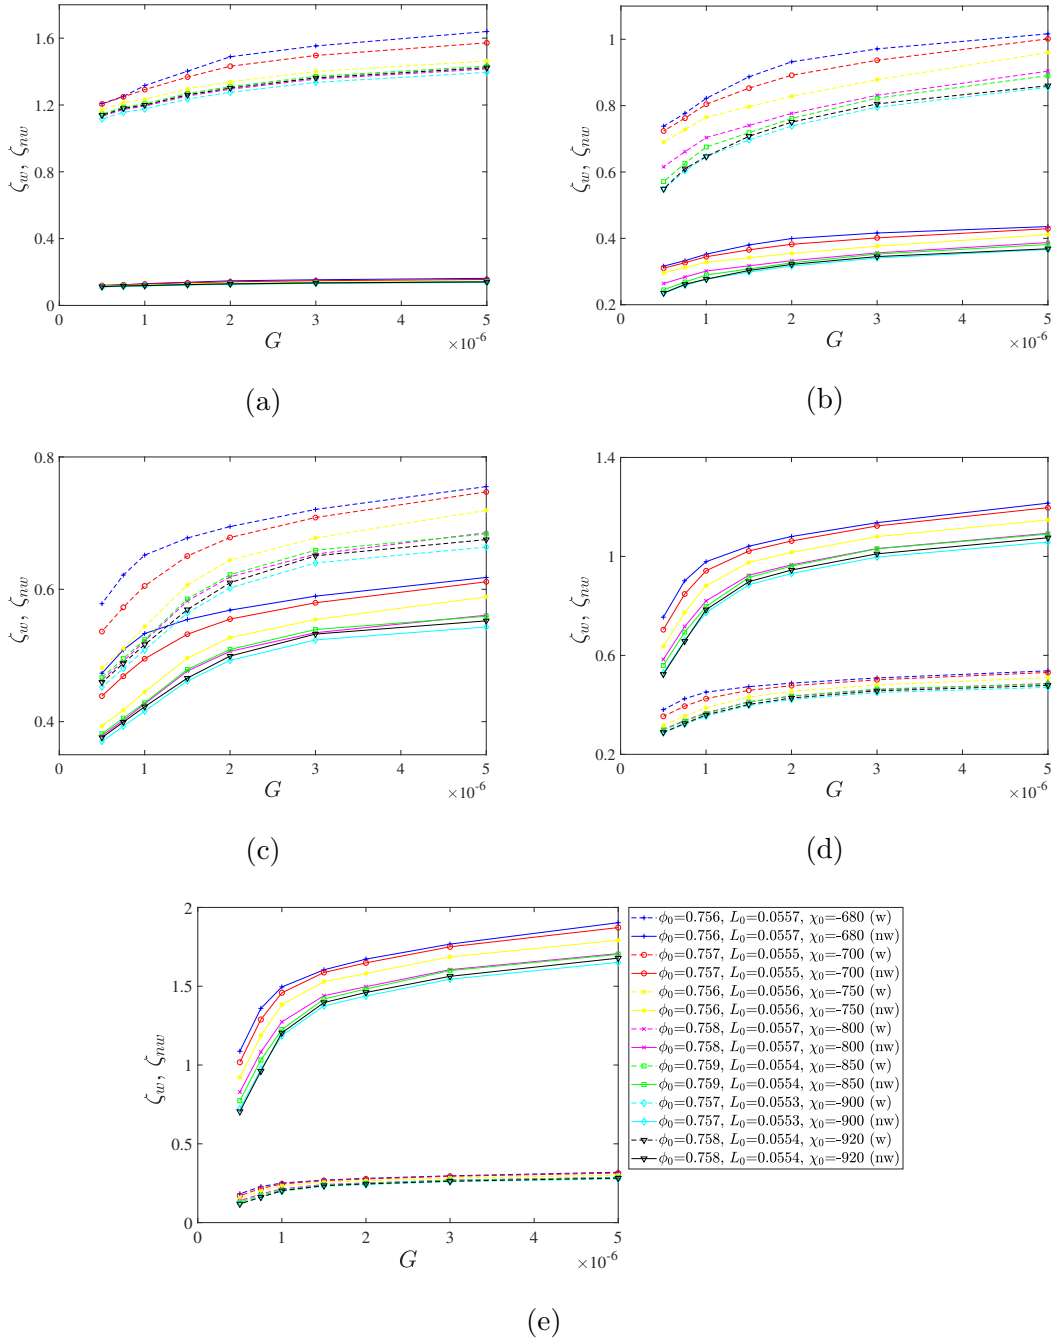 1.6
1.2
0.8
0.4
0
ζw, ζnw
0 1 2 3 4 5
G
×10-6
(a)
1
0.8
0.6
0.4
0.2
ζw, ζnw
0 1 2 3 4 5
G
×10-6
(b)
0.8
0.6
0.4
ζw, ζnw
0 1 2 3 4 5
G
×10-6
(c)
1.4
1
0.6
0.2
ζw, ζnw
0 1 2 3 4 5
G
×10-6
(d)
2
1.5
1
0.5
0
ζw, ζnw
0 1 2 3 4 5
G
×10-6
ϕ0=0.756, L0=0.0557, χ0=-680 (w)
ϕ0=0.756, L0=0.0557, χ0=-680 (nw)
ϕ0=0.757, L0=0.0555, χ0=-700 (w)
ϕ0=0.757, L0=0.0555, χ0=-700 (nw)
ϕ0=0.756, L0=0.0556, χ0=-750 (w)
ϕ0=0.756, L0=0.0556, χ0=-750 (nw)
ϕ0=0.758, L0=0.0557, χ0=-800 (w)
ϕ0=0.758, L0=0.0557, χ0=-800 (nw)
ϕ0=0.759, L0=0.0554, χ0=-850 (w)
ϕ0=0.759, L0=0.0554, χ0=-850 (nw)
ϕ0=0.757, L0=0.0553, χ0=-900 (w)
ϕ0=0.757, L0=0.0553, χ0=-900 (nw)
ϕ0=0.758, L0=0.0554, χ0=-920 (w)
ϕ0=0.758, L0=0.0554, χ0=-920 (nw)
(e)